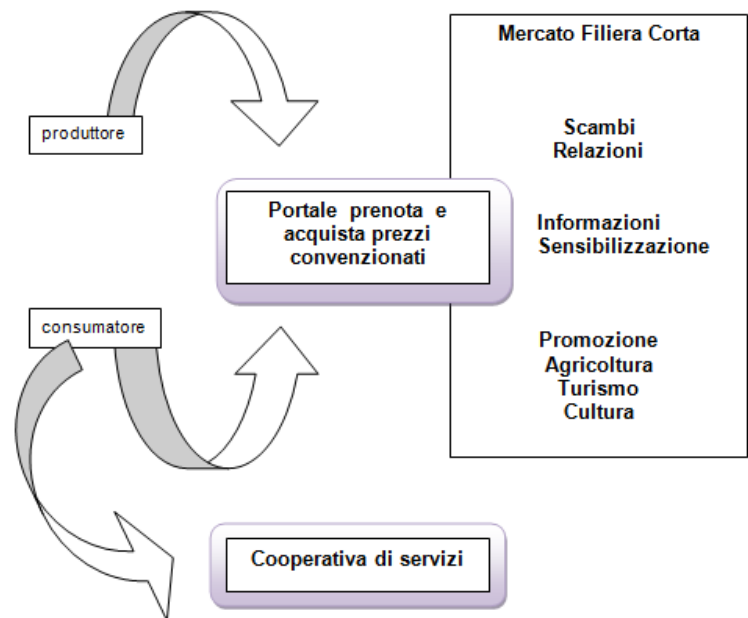 Mercato Filiera Corta
produttore
Scambi
Relazioni
Portale prenota e
acquista prezzi
convenzionati
Informazioni
Sensibilizzazione
consumatore
Promozione
Agricoltura
Turismo
Cultura
Cooperativa di servizi